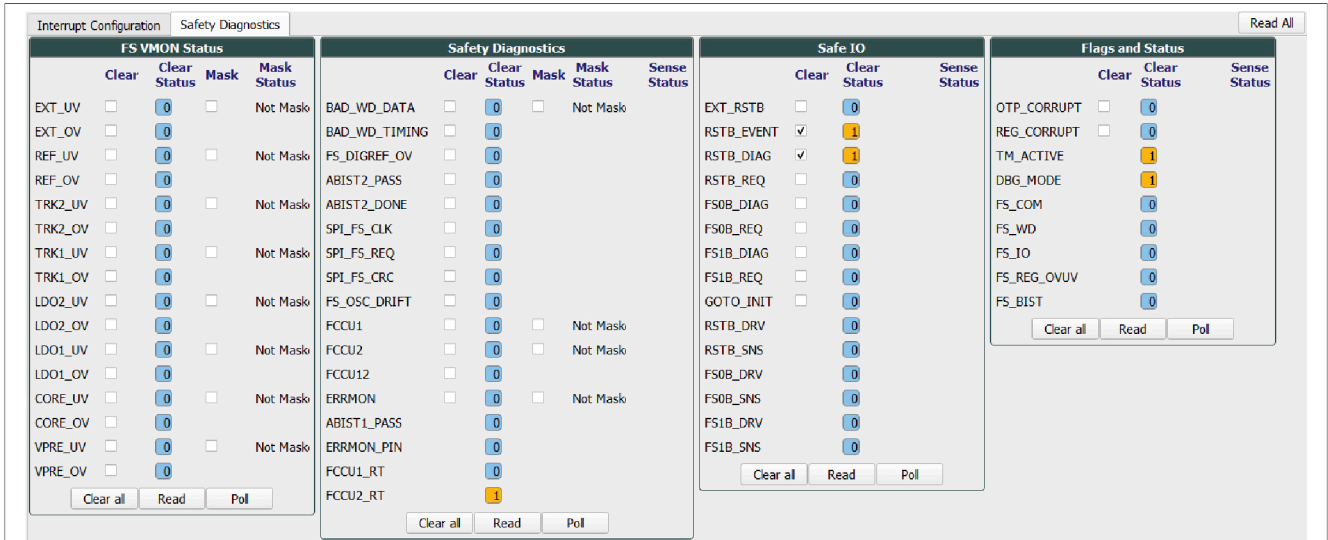 Interrupt Configuration Safety Diagnostics Read All
FS VMON Status
Clear Clear Status Mask Mask Status
EXT_UV 0 Not Mask
EXT_OV 0
REF_UV 0 Not Mask
REF_OV 0
TRK2_UV 0 Not Mask
TRK2_OV 0
TRK1_UV 0 Not Mask
TRK1_OV 0
LDO2_UV 0 Not Mask
LDO2_OV 0
LDO1_UV 0 Not Mask
LDO1_OV 0
CORE_UV 0 Not Mask
CORE_OV 0
VPRE_UV 0 Not Mask
VPRE_OV 0
Clear all Read Poll
Safety Diagnostics
Clear Clear Status Mask Mask Status Sense Status
BAD_WD_DATA 0 Not Mask
BAD_WD_TIMING 0
FS_DIGREF_OV 0
ABIST2_PASS 0
ABIST2_DONE 0
SPI_FS_CLK 0
SPI_FS_REQ 0
SPI_FS_CRC 0
FS_OSC_DRIFT 0
FCCU1 0 Not Mask
FCCU2 0 Not Mask
FCCU12 0
ERRMON 0 Not Mask
ABIST1_PASS 0
ERRMON_PIN 0
FCCU1_RT 0
FCCU2_RT 1
Clear all Read Poll
Safe IO
Clear Clear Status Sense Status
EXT_RSTB 0
RSTB_EVENT 1
RSTB_DIAG 1
RSTB_REQ 0
FS0B_DIAG 0
FS0B_REQ 0
FS1B_DIAG 0
FS1B_REQ 0
GOTO_INIT 0
RSTB_DRV 0
RSTB_SNS 0
FS0B_DRV 0
FS0B_SNS 0
FS1B_DRV 0
FS1B_SNS 0
Clear all Read Poll
Flags and Status
Clear Clear Status Sense Status
OTP_CORRUPT 0
REG_CORRUPT 0
TM_ACTIVE 1
DBG_MODE 1
FS_COM 0
FS_WD 0
FS_IO 0
FS_REG_OVUV 0
FS_BIST 0
Clear all Read Poll